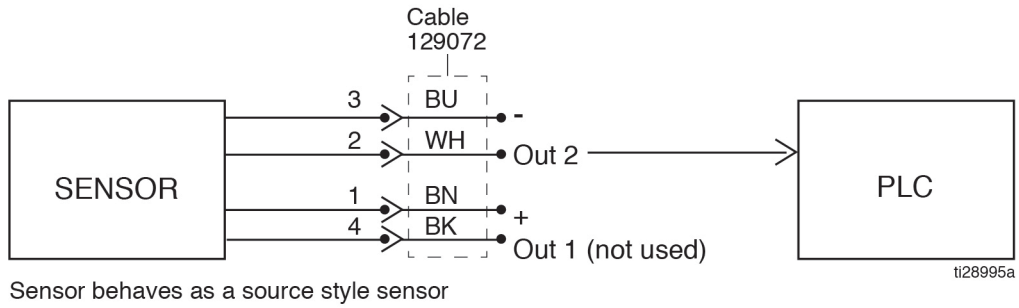 Cable
129072
3 BU -
2 WH Out 2
SENSOR
PLC
1 BN +
4 BK Out 1 (not used)
ti28995a
Sensor behaves as a source style sensor